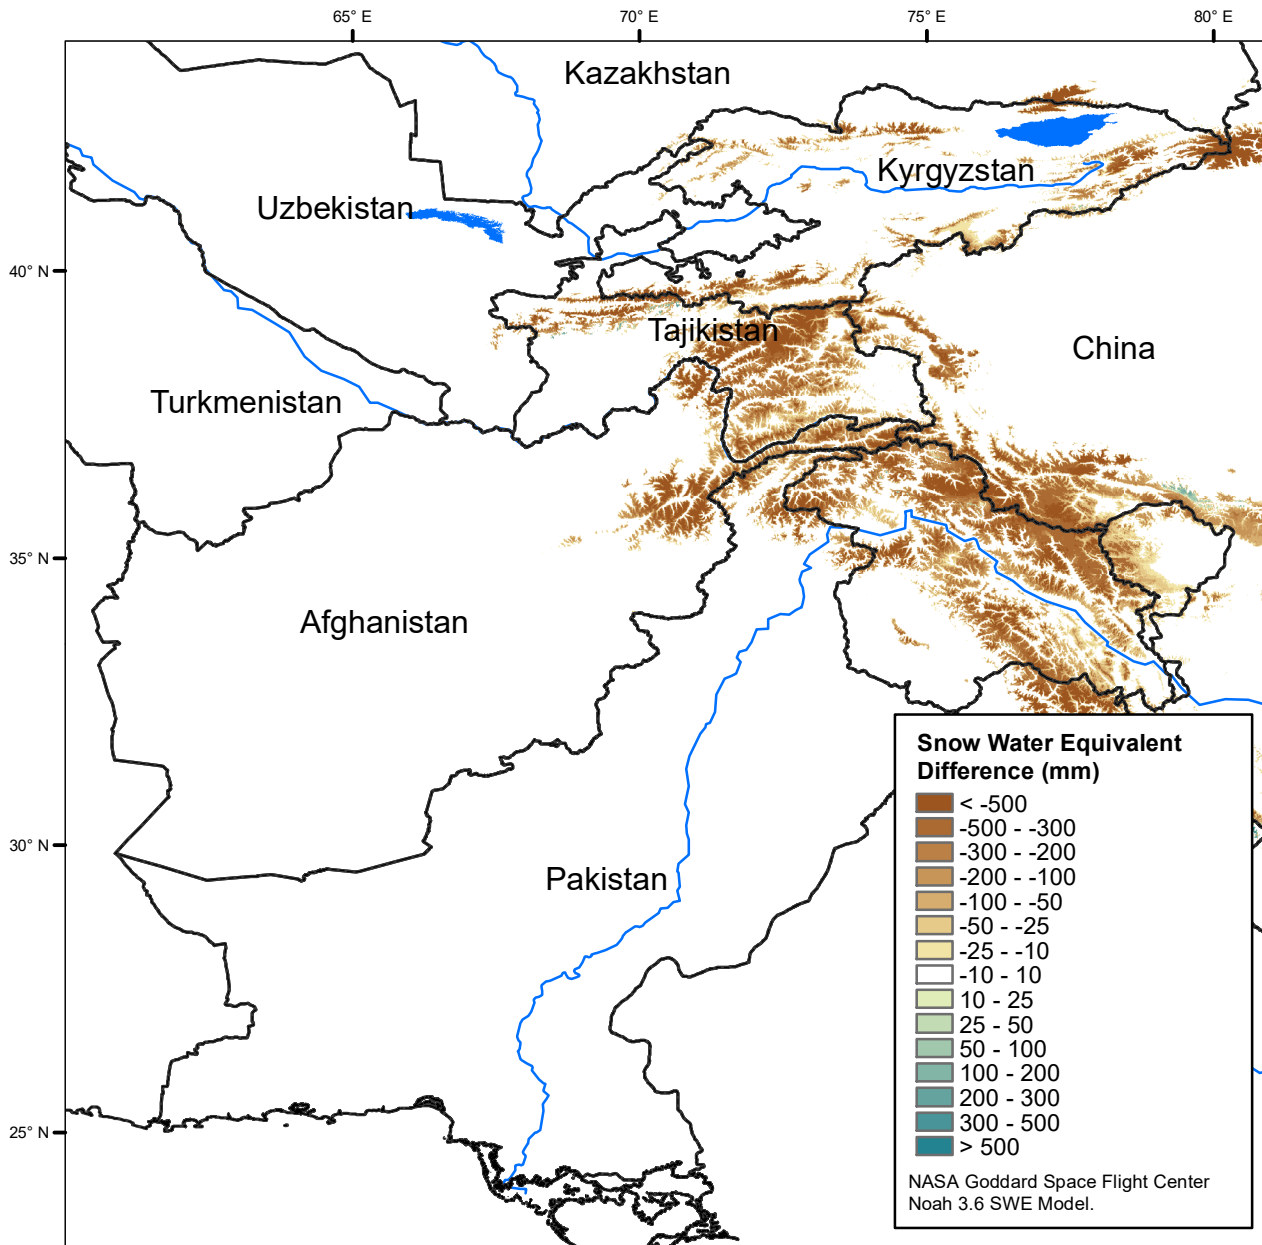 65° E
70° E
75° E
80° E
Kazakhstan
Kyrgyzstan
Uzbekistan
40° N
Tajikistan
China
Turkmenistan
35° N
Afghanistan
Snow Water Equivalent
Difference (mm)
< -500
-500 - -300
-300 - -200
-200 - -100
-100 - -50
-50 - -25
-25 - -10
-10 - 10
10 - 25
25 - 50
50 - 100
100 - 200
200 - 300
300 - 500
> 500
30° N
Pakistan
25° N
NASA Goddard Space Flight Center
Noah 3.6 SWE Model.